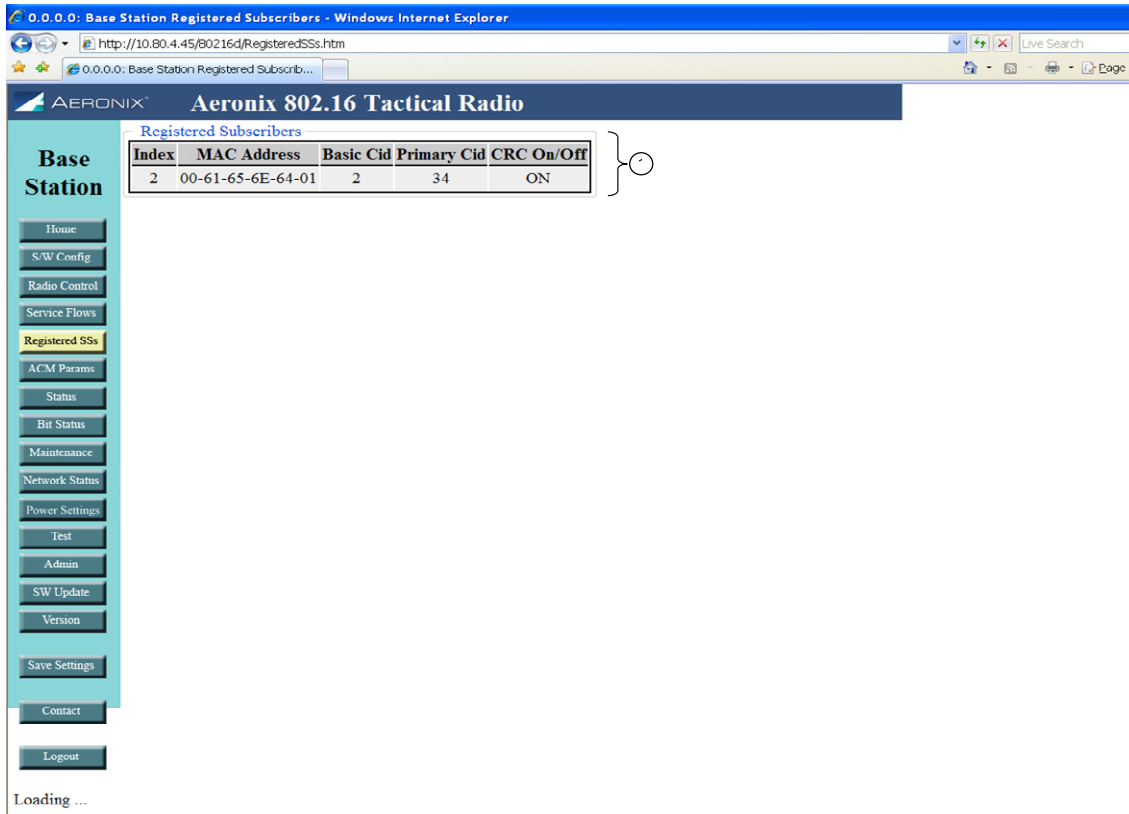 0.0.0.0: Base Station Registered Subscribers - Windows Internet Explorer
http://10.80.4.45/80216d/RegisteredSSs.htm
Live Search
0.0.0.0: Base Station Registered Subscrib...
Page
AERONIX
Aeronix 802.16 Tactical Radio
Base
Station
Registered Subscribers
Index MAC Address Basic Cid Primary Cid CRC On/Off
2 00-61-65-6E-64-01 2 34 ON
Home
S/W Config
Radio Control
Service Flows
Registered SSs
ACM Params
Status
Bit Status
Maintenance
Network Status
Power Settings
Test
Admin
SW Update
Version
Save Settings
Contact
Logout
Loading ...